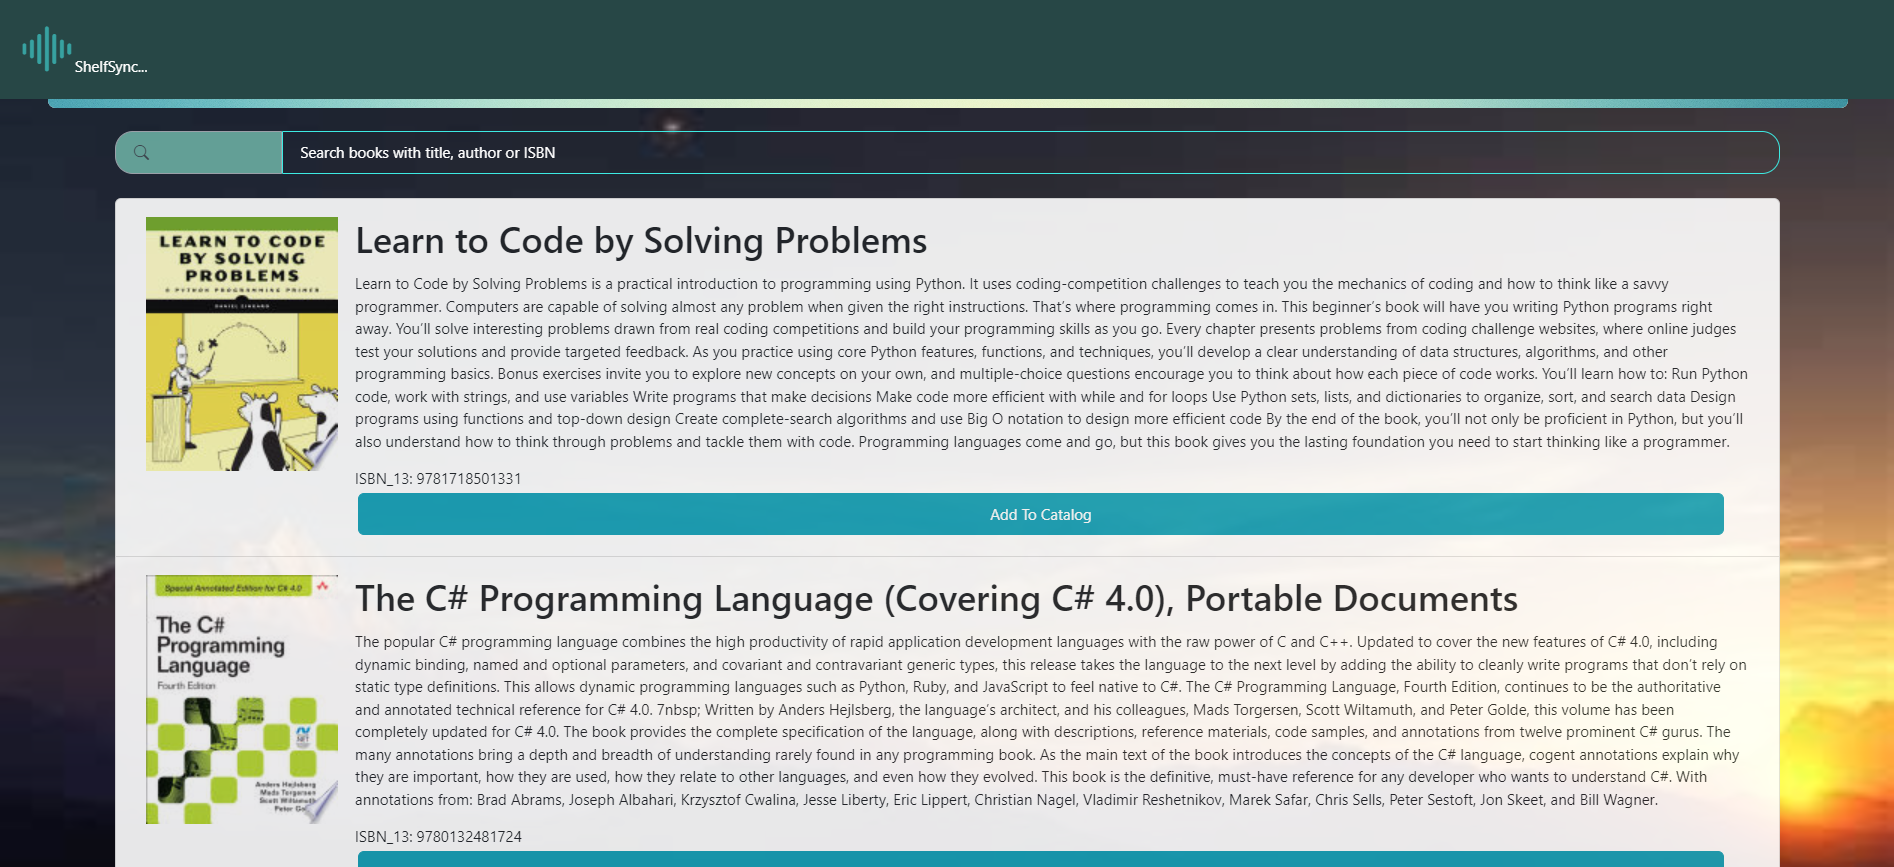 ShelfSync...
Search books with title, author or ISBN
LEARN TO CODE
BY SOLVING
PROBLEMS
A PYTHON PROGRAMMING PRIMER
DANIEL ZINGARO
Learn to Code by Solving Problems
Learn to Code by Solving Problems is a practical introduction to programming using Python. It uses coding-competition challenges to teach you the mechanics of coding and how to think like a savvy
programmer. Computers are capable of solving almost any problem when given the right instructions. That’s where programming comes in. This beginner’s book will have you writing Python programs right
away. You’ll solve interesting problems drawn from real coding competitions and build your programming skills as you go. Every chapter presents problems from coding challenge websites, where online judges
test your solutions and provide targeted feedback. As you practice using core Python features, functions, and techniques, you’ll develop a clear understanding of data structures, algorithms, and other
programming basics. Bonus exercises invite you to explore new concepts on your own, and multiple-choice questions encourage you to think about how each piece of code works. You’ll learn how to: Run Python
code, work with strings, and use variables Write programs that make decisions Make code more efficient with while and for loops Use Python sets, lists, and dictionaries to organize, sort, and search data Design
programs using functions and top-down design Create complete-search algorithms and use Big O notation to design more efficient code By the end of the book, you’ll not only be proficient in Python, but you’ll
also understand how to think through problems and tackle them with code. Programming languages come and go, but this book gives you the lasting foundation you need to start thinking like a programmer.
ISBN_13: 9781718501331
Add To Catalog
Special Annotated Edition for C# 4.0
The C#
Programming
Language
Fourth Edition
Anders Hejlsberg
Mads Torgersen
Scott Wiltamuth
Peter
The C# Programming Language (Covering C# 4.0), Portable Documents
The popular C# programming language combines the high productivity of rapid application development languages with the raw power of C and C++. Updated to cover the new features of C# 4.0, including
dynamic binding, named and optional parameters, and covariant and contravariant generic types, this release takes the language to the next level by adding the ability to cleanly write programs that don’t rely on
static type definitions. This allows dynamic programming languages such as Python, Ruby, and JavaScript to feel native to C#. The C# Programming Language, Fourth Edition, continues to be the authoritative
and annotated technical reference for C# 4.0. 7nbsp; Written by Anders Hejlsberg, the language’s architect, and his colleagues, Mads Torgersen, Scott Wiltamuth, and Peter Golde, this volume has been
completely updated for C# 4.0. The book provides the complete specification of the language, along with descriptions, reference materials, code samples, and annotations from twelve prominent C# gurus. The
many annotations bring a depth and breadth of understanding rarely found in any programming book. As the main text of the book introduces the concepts of the C# language, cogent annotations explain why
they are important, how they are used, how they relate to other languages, and even how they evolved. This book is the definitive, must-have reference for any developer who wants to understand C#. With
annotations from: Brad Abrams, Joseph Albahari, Krzysztof Cwalina, Jesse Liberty, Eric Lippert, Christian Nagel, Vladimir Reshetnikov, Marek Safar, Chris Sells, Peter Sestoft, Jon Skeet, and Bill Wagner.
ISBN_13: 9780132481724